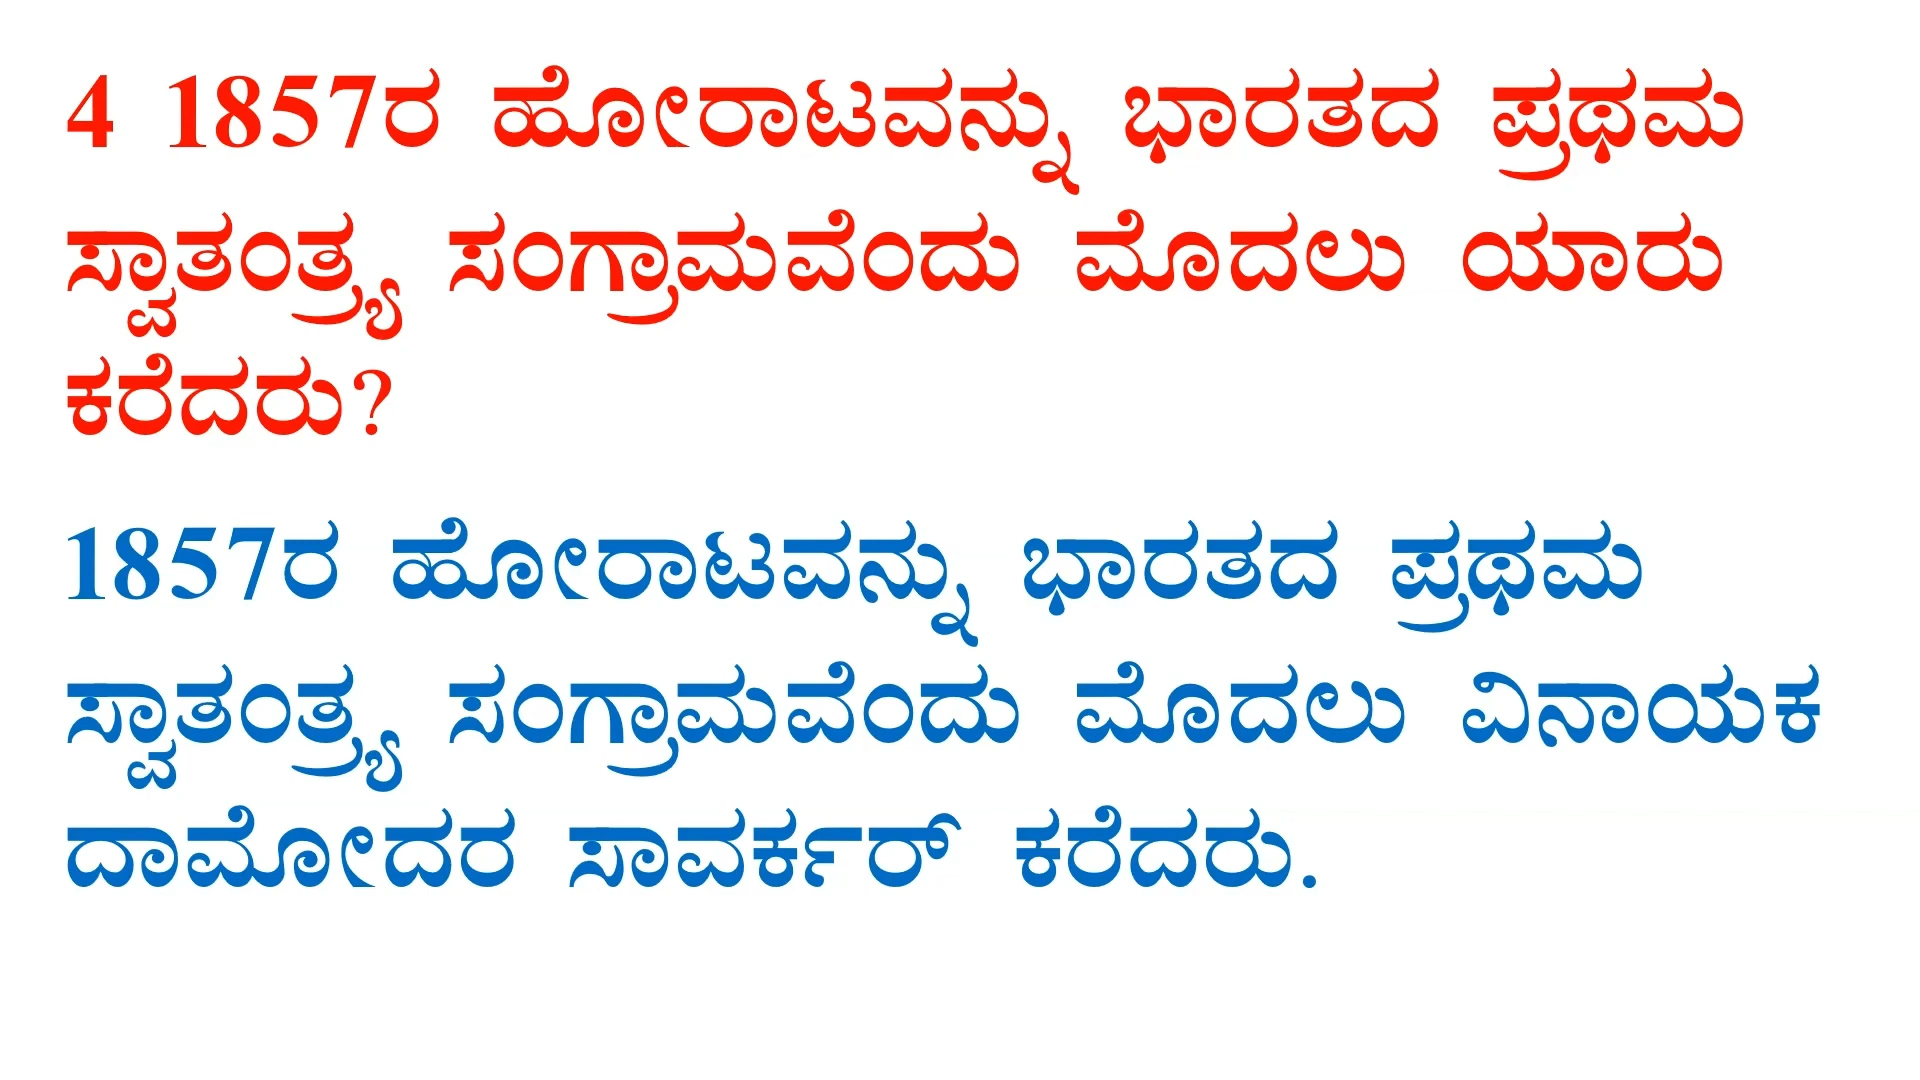 4 1857ರ ಹೋರಾಟವನ್ನು ಭಾರತದ ಪ್ರಥಮ
ಸ್ವಾತಂತ್ರ್ಯ ಸಂಗ್ರಾಮವೆಂದು ಮೊದಲು ಯಾರು
ಕರೆದರು?
1857ರ ಹೋರಾಟವನ್ನು ಭಾರತದ ಪ್ರಥಮ
ಸ್ವಾತಂತ್ರ್ಯ ಸಂಗ್ರಾಮವೆಂದು ಮೊದಲು ವಿನಾಯಕ
ದಾಮೋದರ ಸಾವರ್ಕರ್ ಕರೆದರು.